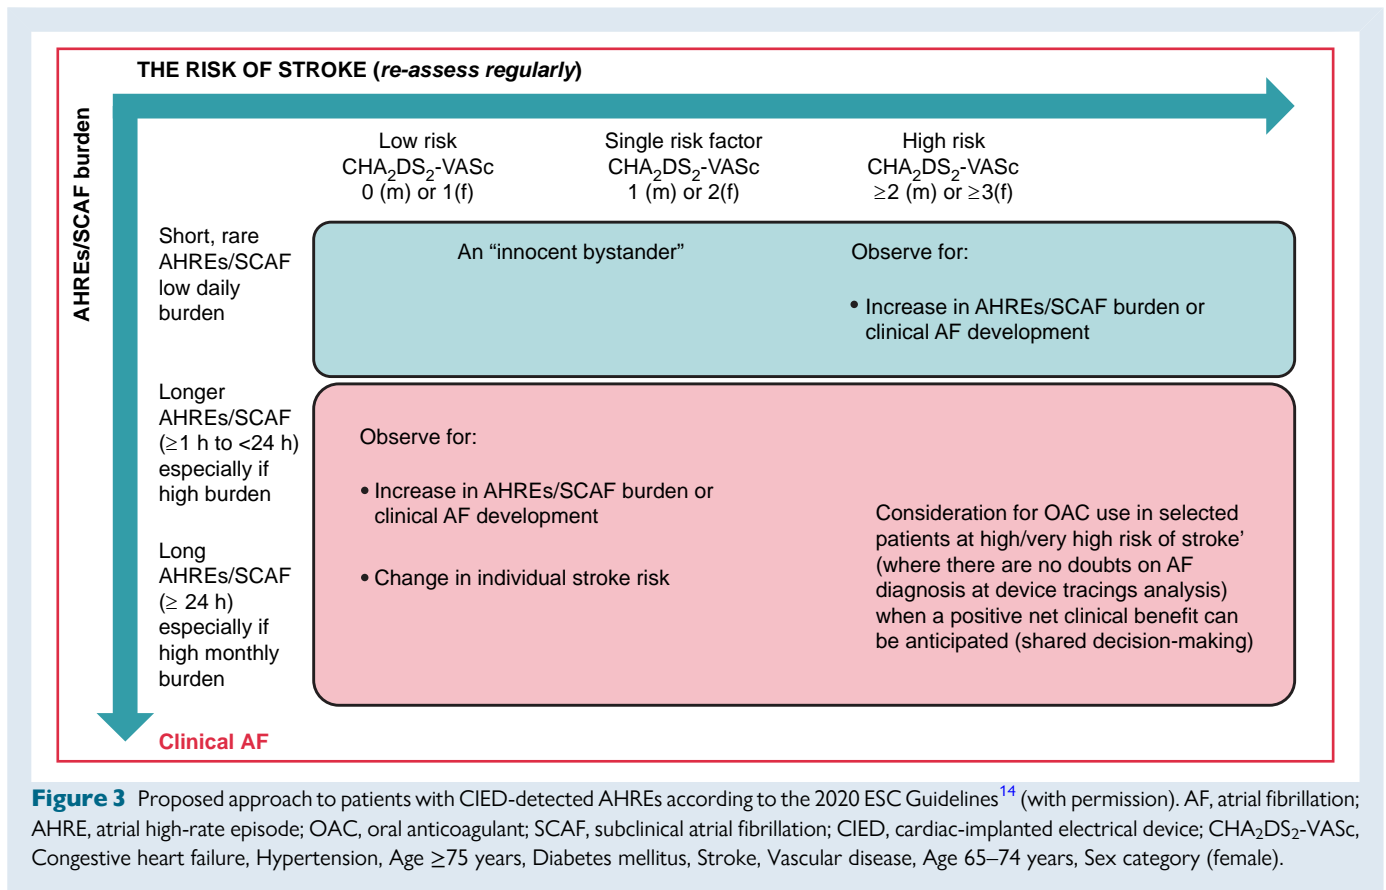 THE RISK OF STROKE (re-assess regularly)
AHREs/SCAF burden
Low risk
CHA2DS2-VASc
0 (m) or 1(f)
Single risk factor
CHA2DS2-VASc
1 (m) or 2(f)
High risk
CHA2DS2-VASc
≥2 (m) or ≥3(f)
Short, rare
AHREs/SCAF
low daily
burden
An “innocent bystander”
Observe for:
• Increase in AHREs/SCAF burden or
clinical AF development
Longer
AHREs/SCAF
(≥1 h to <24 h)
especially if
high burden
Long
AHREs/SCAF
(≥ 24 h)
especially if
high monthly
burden
Observe for:
• Increase in AHREs/SCAF burden or
clinical AF development
• Change in individual stroke risk
Consideration for OAC use in selected
patients at high/very high risk of stroke’
(where there are no doubts on AF
diagnosis at device tracings analysis)
when a positive net clinical benefit can
be anticipated (shared decision-making)
Clinical AF
Figure 3 Proposed approach to patients with CIED-detected AHREs according to the 2020 ESC Guidelines14 (with permission). AF, atrial fibrillation;
AHRE, atrial high-rate episode; OAC, oral anticoagulant; SCAF, subclinical atrial fibrillation; CIED, cardiac-implanted electrical device; CHA2DS2-VASc,
Congestive heart failure, Hypertension, Age ≥75 years, Diabetes mellitus, Stroke, Vascular disease, Age 65–74 years, Sex category (female).